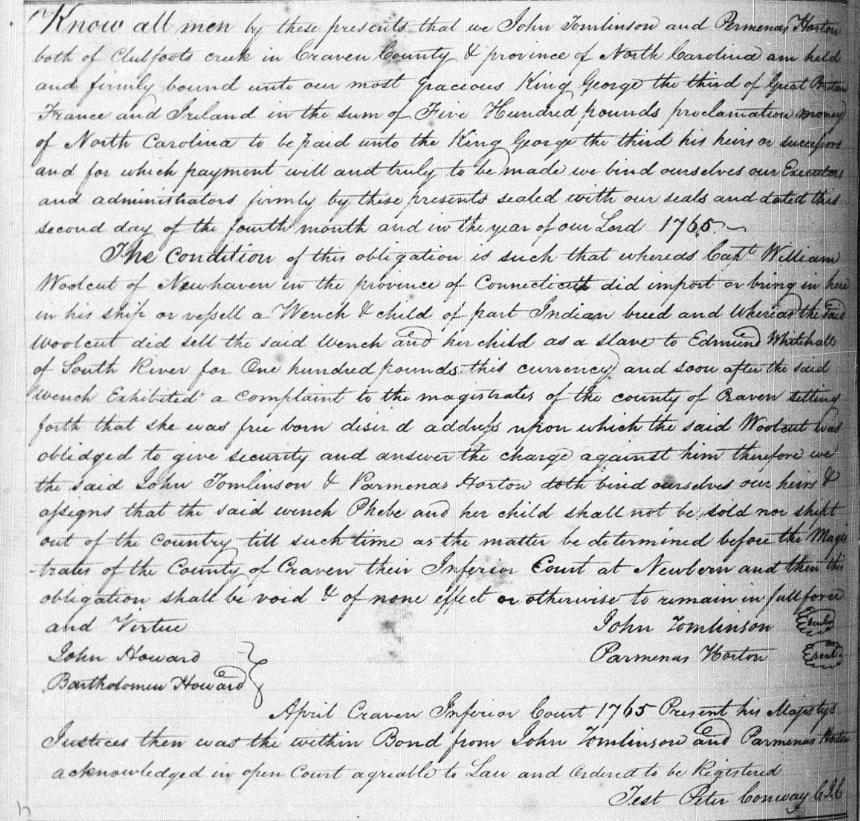 Know all men by these presents that we John Tomlinson and Permenas Horton
both of Clubfoots creek in Craven County & province of North Carolina am held
and firmly bound unto our most gracious King George the third of Great Britain
France and Ireland in the sum of Five Hundred pounds proclamation money
of North Carolina to be paid unto the King George the third his heirs or successors
and for which payment will and truly to be made we bind ourselves our Executors
and administrators firmly by these presents sealed with our seals and dated this
second day of the fourth month and in the year of our Lord 1765
The Condition of this obligation is such that whereas Capt. William
Woolcut of Newhaven in the province of Connecticut did import or bring in here
in his ship or vessell a Wench & child of part Indian breed and Whereas the said
Woolcut did sell the said Wench and her child as a slave to Edmund Whitehall
of South River for One hundred pounds this currency and soon after the said
wench Exhibited a complaint to the magistrates of the county of Craven setting
forth that she was free born disird address upon which the said Woolcut was
oblidged to give security and answer the charge against him therefore we
the said John Tomlinson & Parmenas Horton doth bind ourselves our heirs &
assigns that the said wench Phebe and her child shall not be sold nor shipt
out of the Country till such time as the matter be determined before the Magis
trates of the County of Craven their Inferior Court at Newbern and then this
obligation shall be void & of none effect or otherwise to remain in full force
and Virtue John Tomlinson seal
John Howard Parmenas Horton seal
Bartholomew Howard
April Craven Inferior Court 1765 Present his Majestys
Justices then was the within Bond from John Tomlinson and Parmenas Horton
acknowledged in open Court agriable to Law and Ordered to be Registered
Test Peter Conway C I C